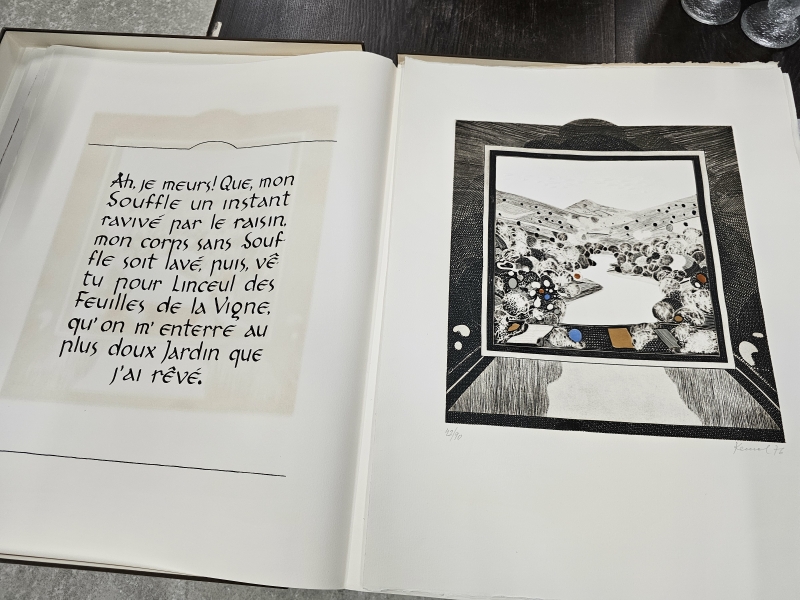 Ah, je meurs! Que, mon
Souffle un instant
ravivé par le raisin,
mon corps sans Souf-
fle soit lavé, puis, vê-
tu pour Linceul des
Feuilles de la Vigne,
qu'on m'enterre au
plus doux Jardin que
j'ai rêvé.